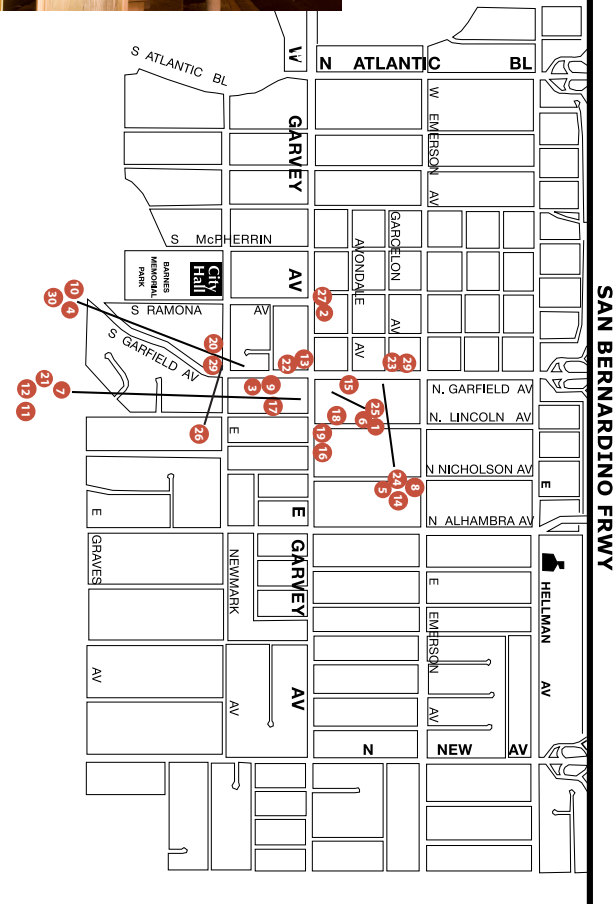 SAN BERNARDINO FRWY
S ATLANTIC BL
W
N ATLANTIC BL
W EMERSON AV
GARVEY
S McPHERRIN
GARCELON
AVONDALE
City
Hall
BARNES
MEMORIAL
PARK
AV
AV
AV
AV
S RAMONA
S GARFIELD AV
10
4
30
27
2
20
29
13
22
29
23
N. GARFIELD AV
15
9
3
17
7
21
12
11
25
1
6
18
N. LINCOLN AV
26
E
19
16
N NICHOLSON AV
8
24
14
5
E
E
E
N ALHAMBRA AV
GRAVES
NEWMARK
GARVEY
E
EMERSON
HELLMAN
AV
AV
AV
AV
AV
N NEW AV